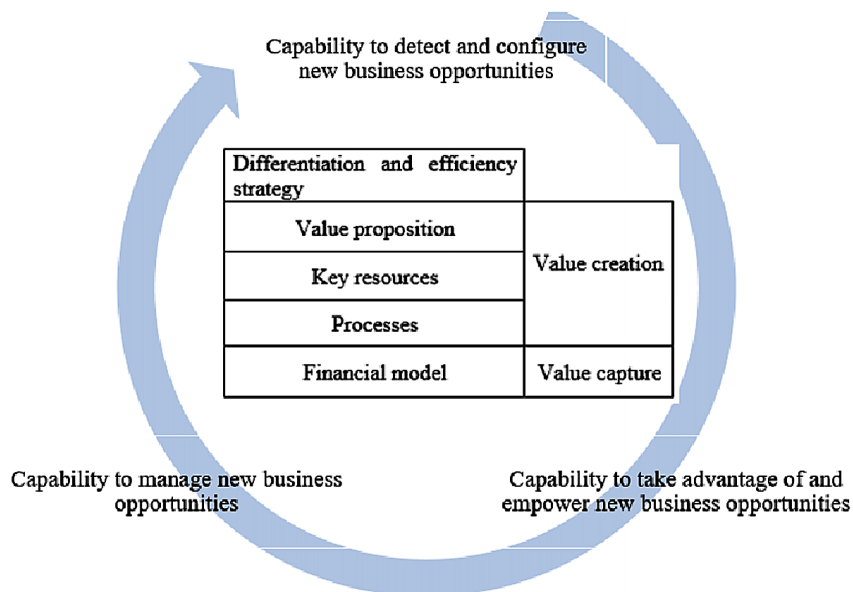 Capability to detect and configure
new business opportunities
Differentiation and efficiency
strategy
Value proposition
Key resources
Value creation
Processes
Financial model
Value capture
Capability to manage new business
opportunities
Capability to take advantage of and
empower new business opportunities